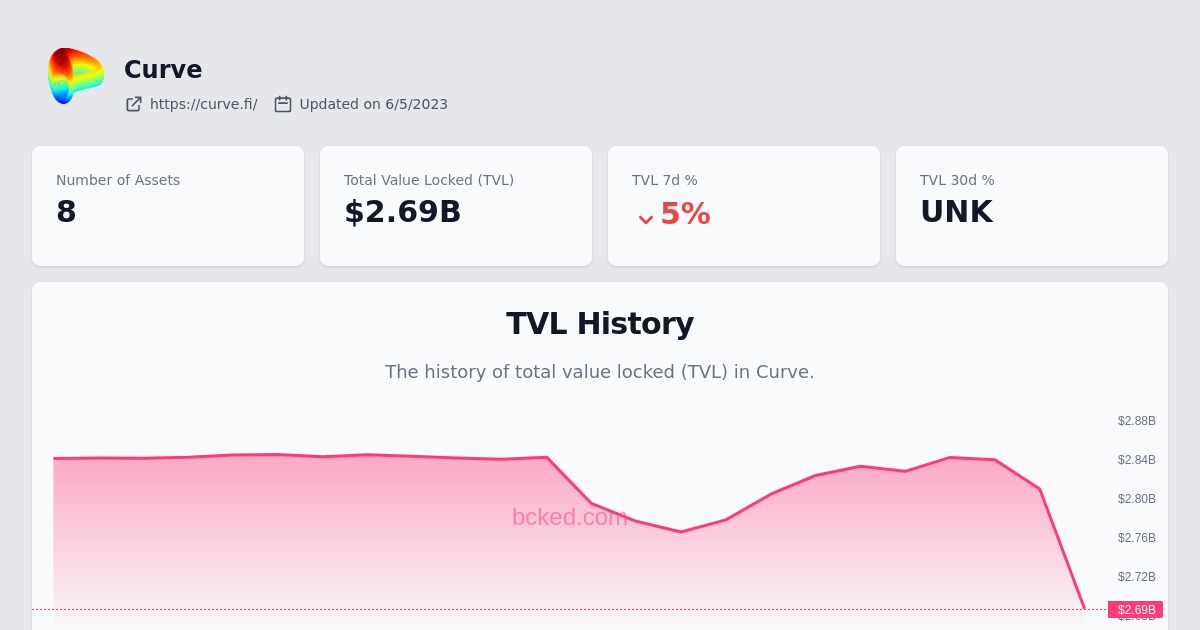 Curve
https://curve.fi/ Updated on 6/5/2023
Number of Assets
8
Total Value Locked (TVL)
$2.69B
TVL 7d %
5%
TVL 30d %
UNK
TVL History
The history of total value locked (TVL) in Curve.
$2.88B
$2.84B
$2.80B
bcked.com
$2.76B
$2.72B
$2.69B